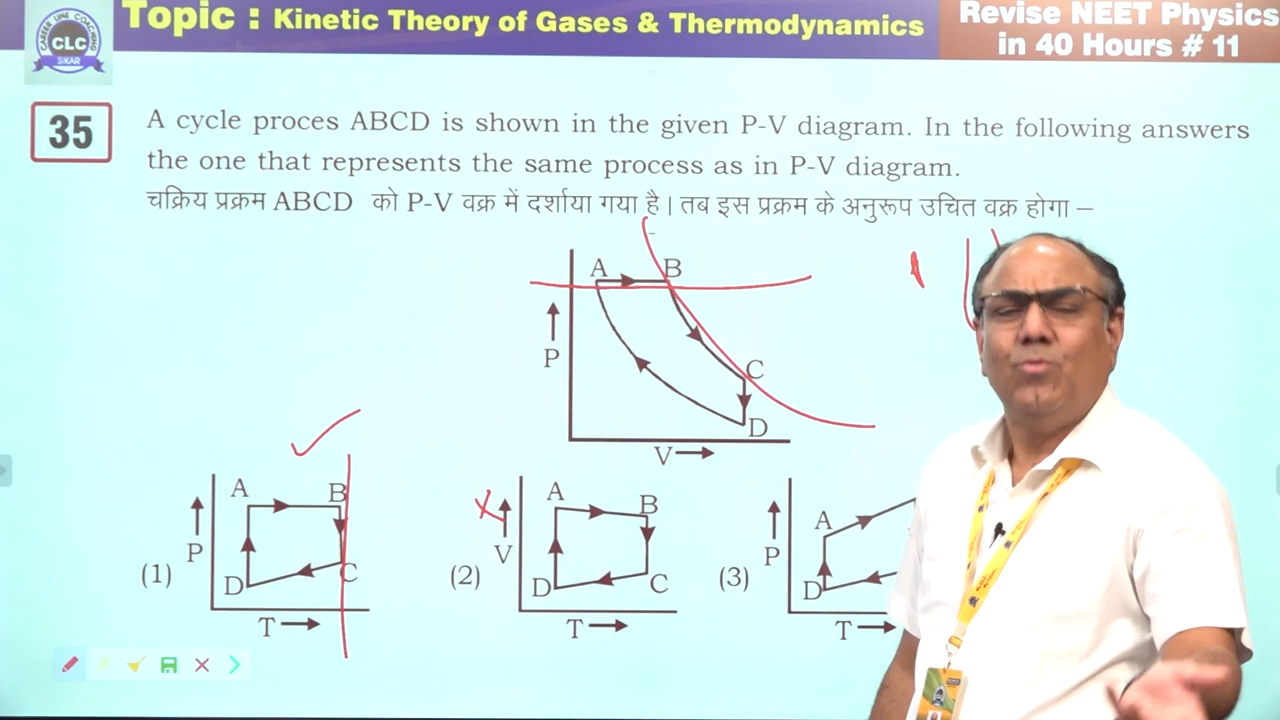 Topic : Kinetic Theory of Gases & Thermodynamics
Revise NEET Physics
in 40 Hours # 11
CAREER LINE COACHING
CLC
SIKAR
35
A cycle proces ABCD is shown in the given P-V diagram. In the following answers
the one that represents the same process as in P-V diagram.
चक्रिय प्रक्रम ABCD को P-V वक्र में दर्शाया गया है। तब इस प्रक्रम के अनुरूप उचित वक्र होगा –
A B
P
C
D
V
A B
P
(1) D C
T
A B
V
(2) D C
T
A
P
(3) D
T